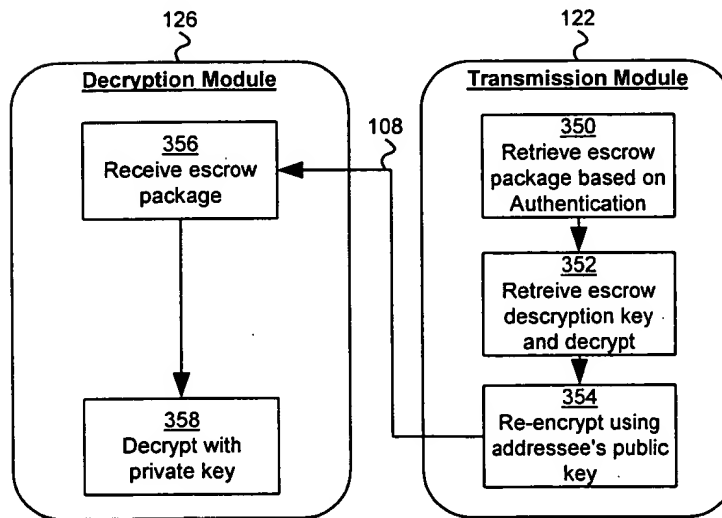 126
122
Decryption Module
Transmission Module
108
356
Receive escrow
package
350
Retrieve escrow
package based on
Authentication
352
Retreive escrow
descryption key
and decrypt
354
Re-encrypt using
addressee's public
key
358
Decrypt with
private key